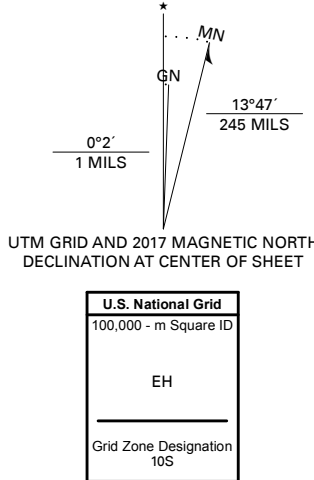 ★
MN
GN
13°47´
245 MILS
0°2´
1 MILS
UTM GRID AND 2017 MAGNETIC NORTH
DECLINATION AT CENTER OF SHEET
U.S. National Grid
100,000 - m Square ID
EH
Grid Zone Designation
10S